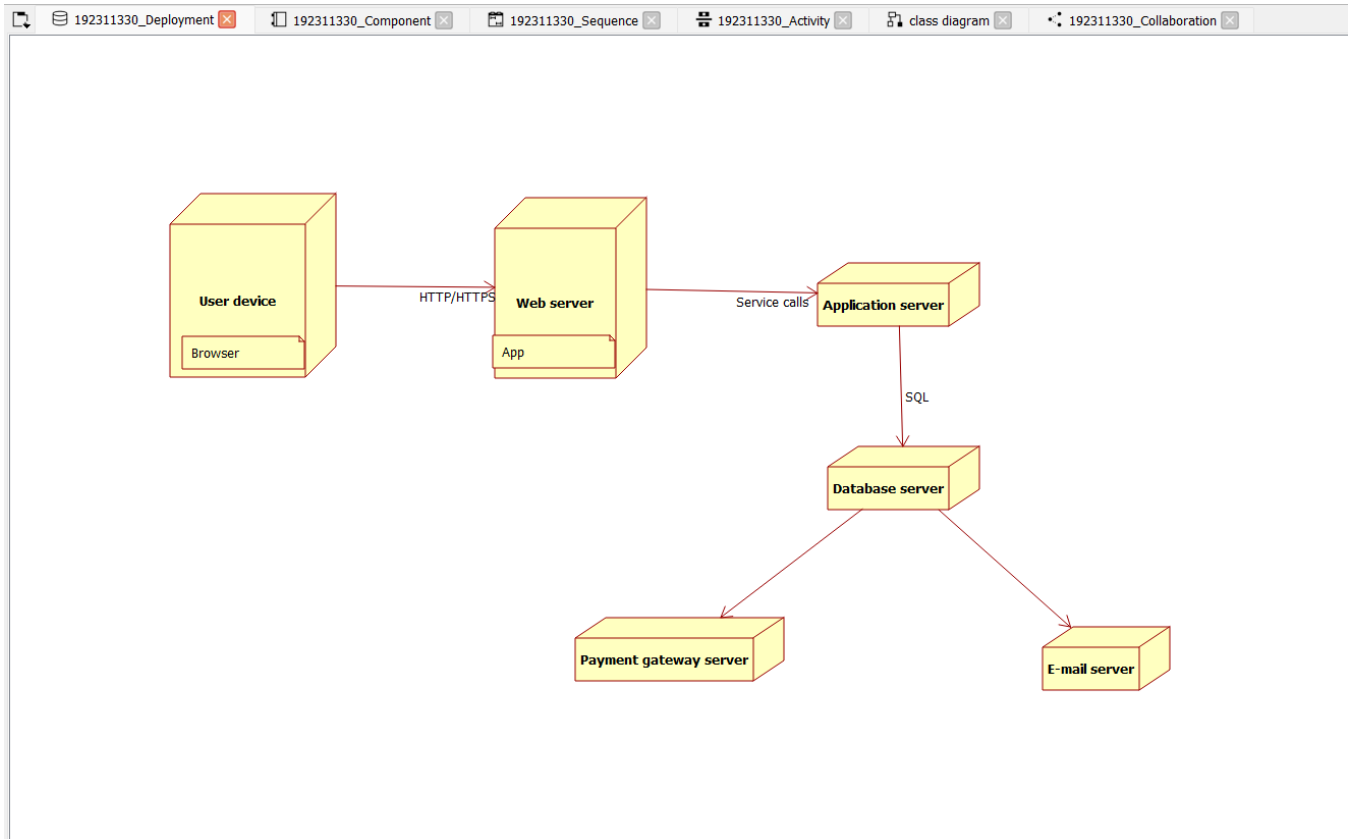 192311330_Deployment
192311330_Component
192311330_Sequence
192311330_Activity
class diagram
192311330_Collaboration
User device
Browser
HTTP/HTTPS
Web server
App
Service calls
Application server
SQL
Database server
Payment gateway server
E-mail server